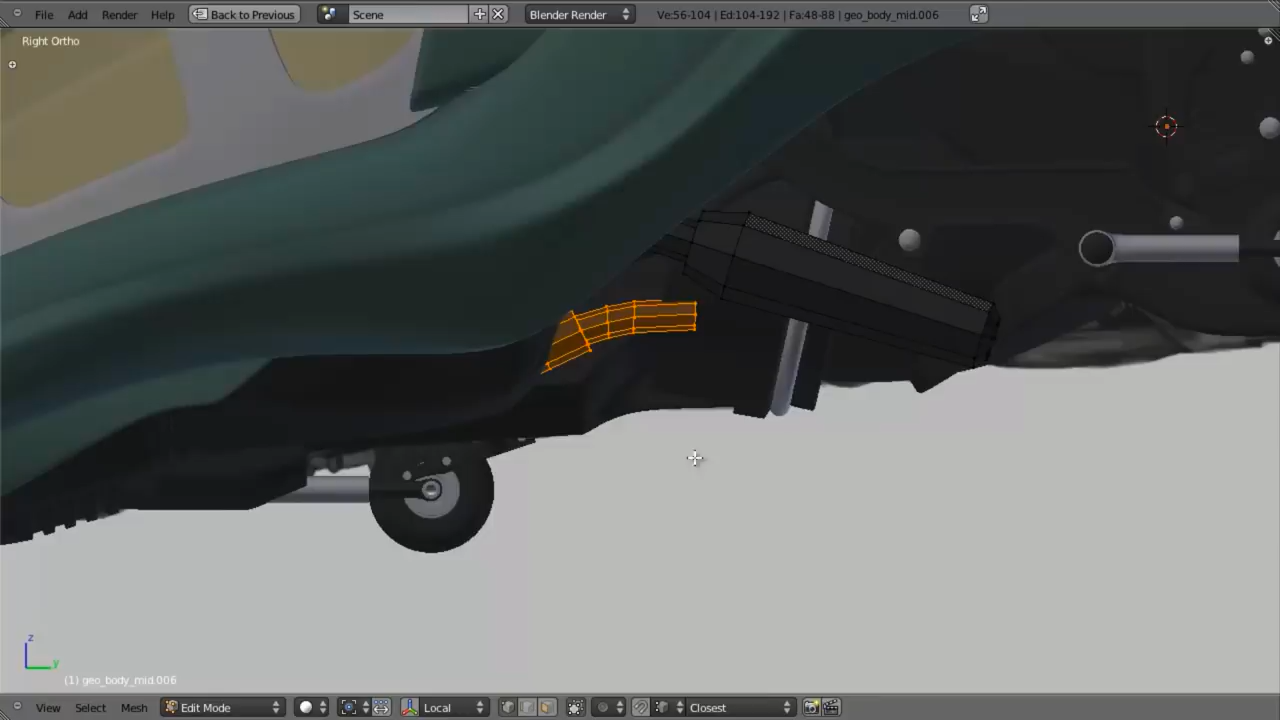 File Add Render Help Back to Previous Scene Blender Render Ve:56-104 | Ed:104-192 | Fa:48-88 | geo_body_mid.006
Right Ortho
z
y
(1) geo_body_mid.006
View Select Mesh Edit Mode Local Closest